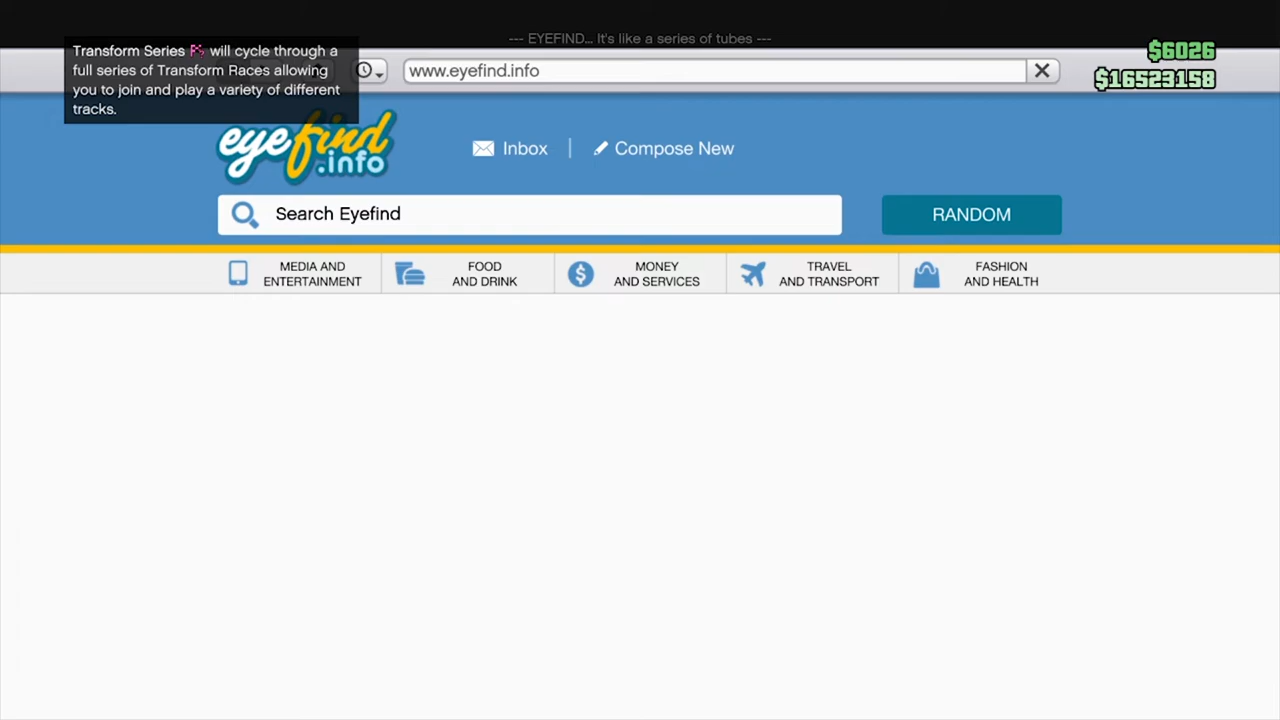 --- EYEFIND... It's like a series of tubes ---
Transform Series will cycle through a
full series of Transform Races allowing
you to join and play a variety of different
tracks.
$6026
$16523158
www.eyefind.info
eyefind
.info
Inbox
Compose New
Search Eyefind
RANDOM
MEDIA AND
ENTERTAINMENT
FOOD
AND DRINK
MONEY
AND SERVICES
TRAVEL
AND TRANSPORT
FASHION
AND HEALTH